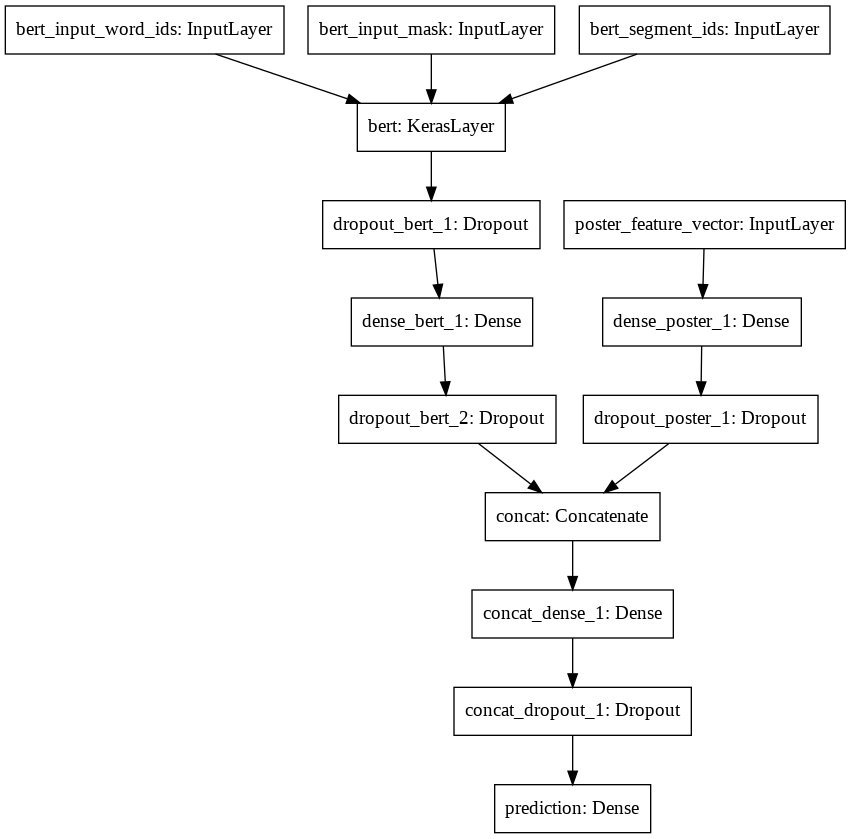 bert_input_word_ids: InputLayer
bert_input_mask: InputLayer
bert_segment_ids: InputLayer
bert: KerasLayer
dropout_bert_1: Dropout
poster_feature_vector: InputLayer
dense_bert_1: Dense
dense_poster_1: Dense
dropout_bert_2: Dropout
dropout_poster_1: Dropout
concat: Concatenate
concat_dense_1: Dense
concat_dropout_1: Dropout
prediction: Dense